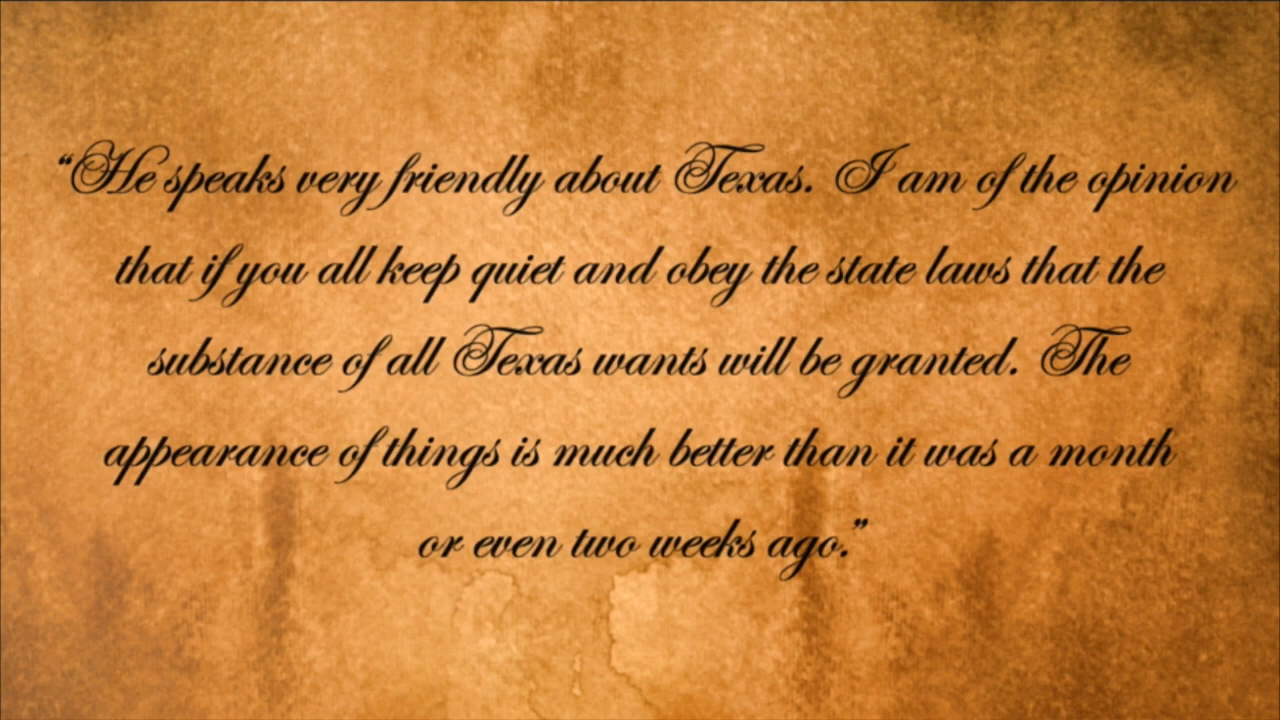 “He speaks very friendly about Texas. I am of the opinion
that if you all keep quiet and obey the state laws that the
substance of all Texas wants will be granted. The
appearance of things is much better than it was a month
or even two weeks ago.”